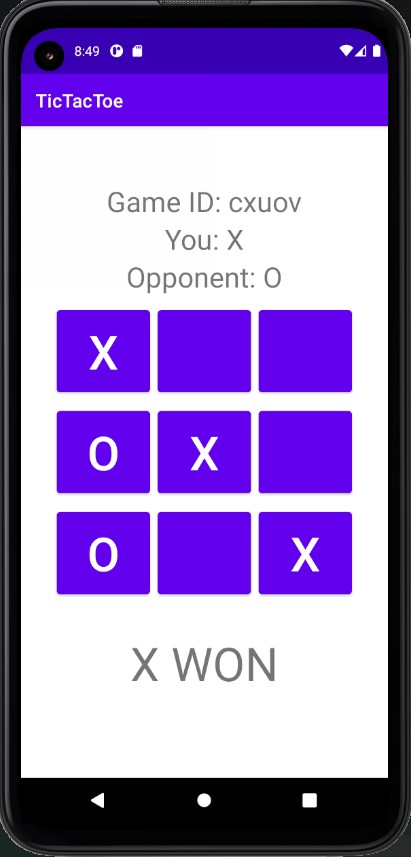 8:49
TicTacToe
Game ID: cxuov
You: X
Opponent: O
X
O X
O X
X WON